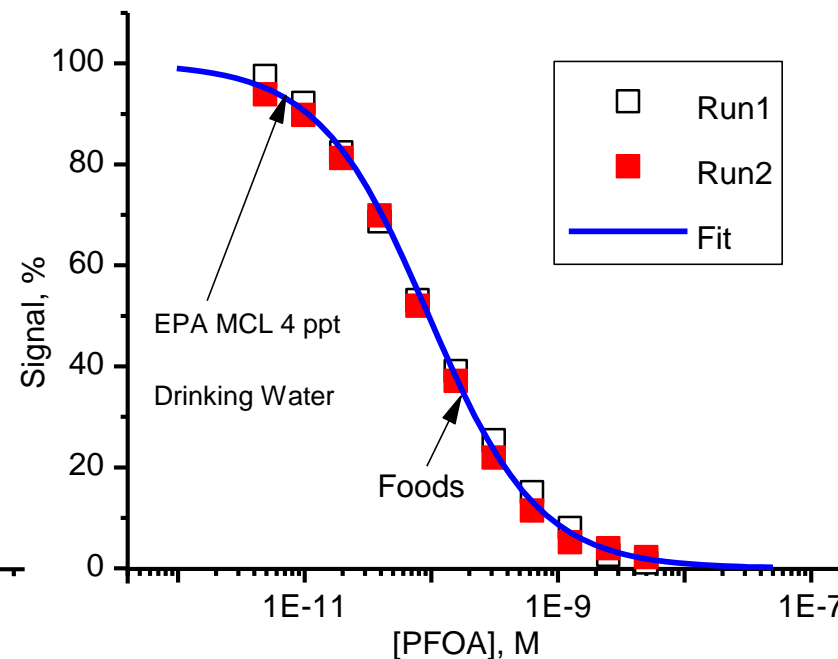 100
80
60
40
20
0
Signal, %
Run1
Run2
Fit
EPA MCL 4 ppt
Drinking Water
Foods
1E-11
1E-9
1E-7
[PFOA], M